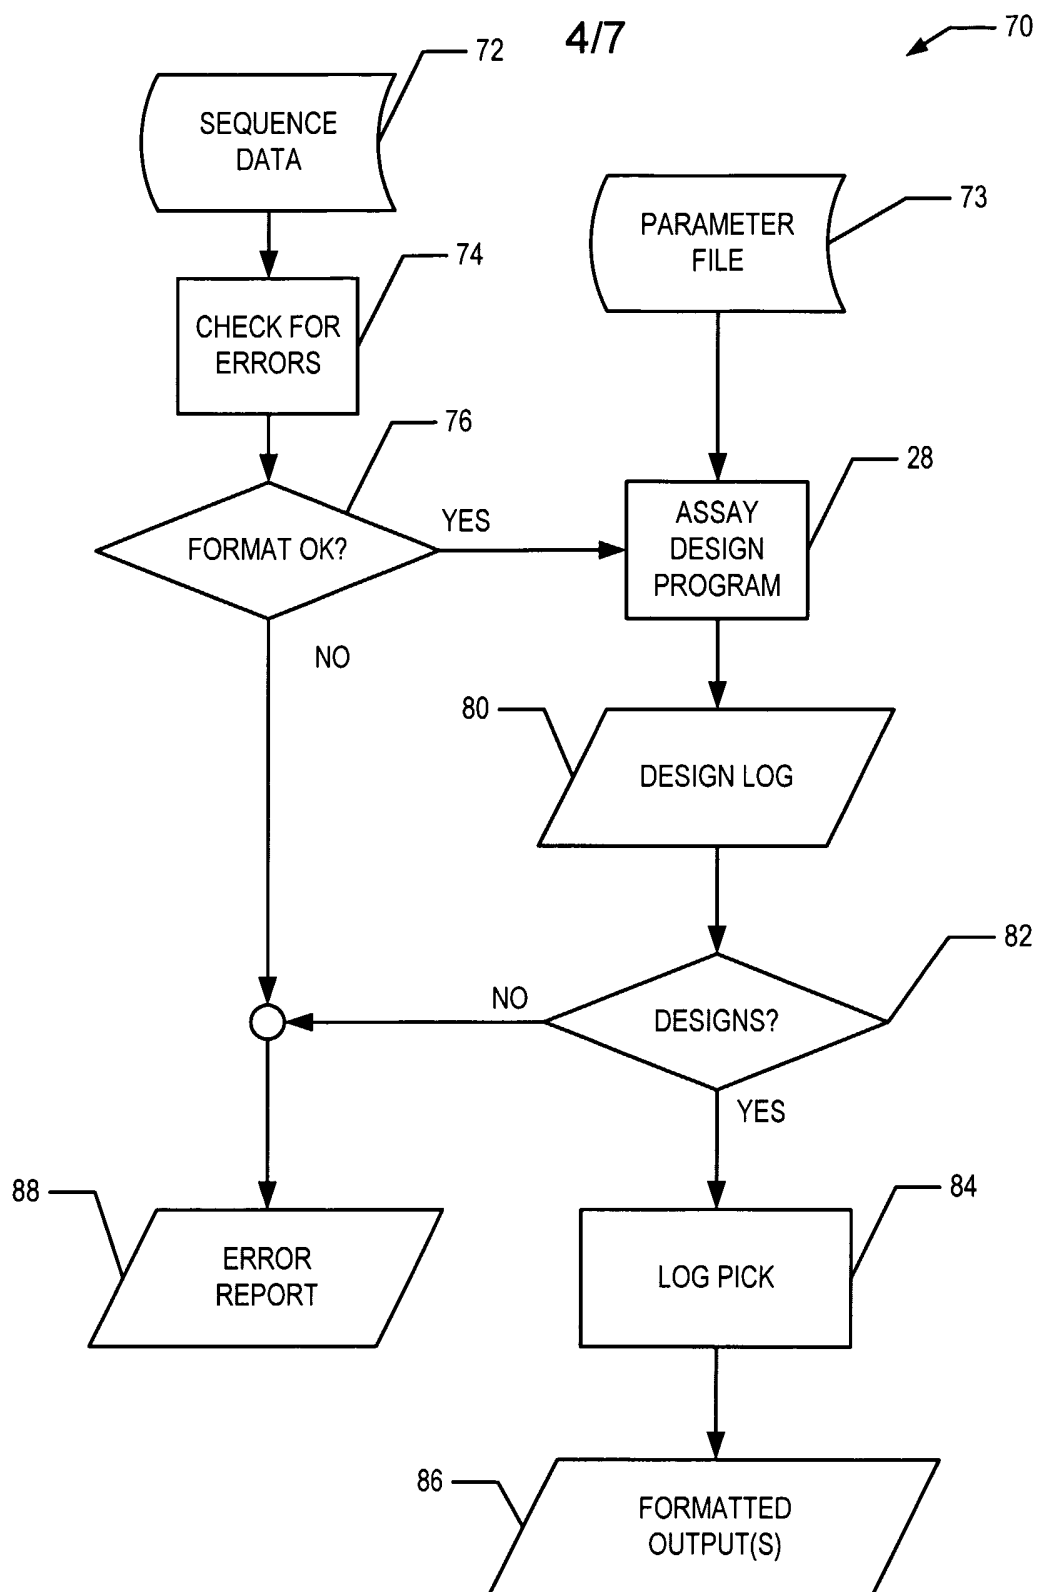 4/7
70
72
SEQUENCE
DATA
73
PARAMETER
FILE
74
CHECK FOR
ERRORS
76
FORMAT OK?
YES
28
ASSAY
DESIGN
PROGRAM
NO
80
DESIGN LOG
82
NO
DESIGNS?
YES
88
ERROR
REPORT
84
LOG PICK
86
FORMATTED
OUTPUT(S)